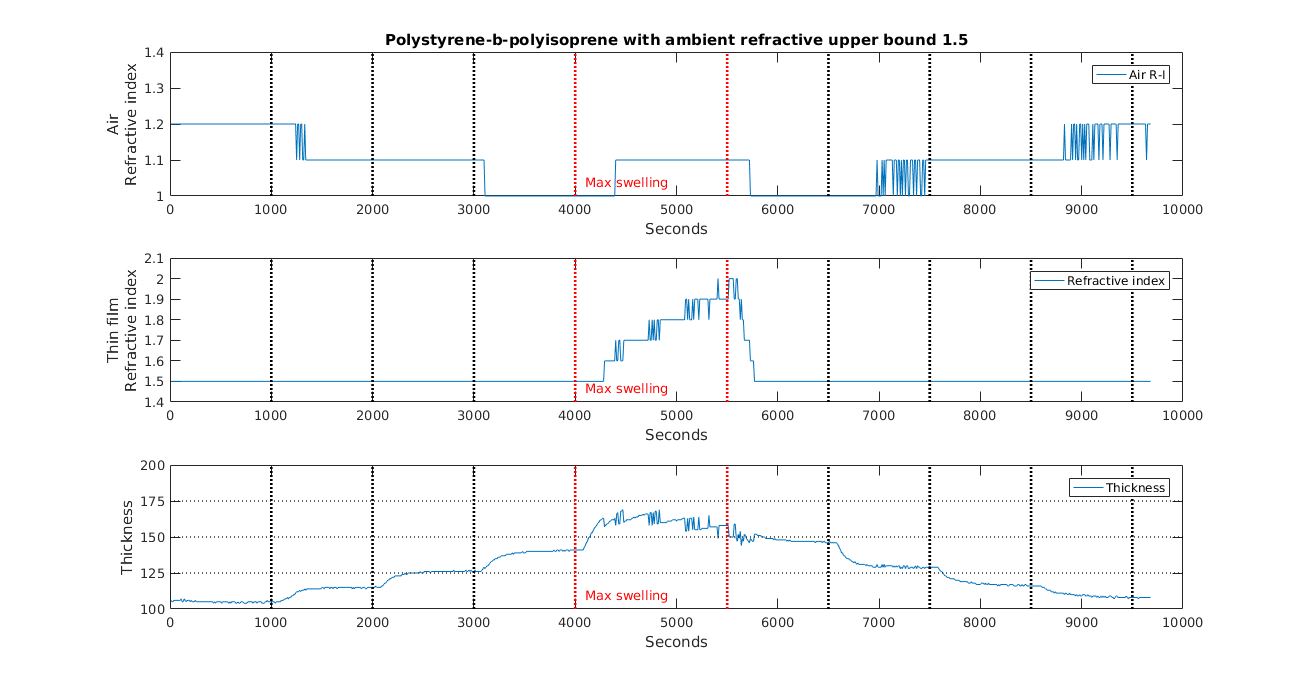 Polystyrene-b-polyisoprene with ambient refractive upper bound 1.5
1.4
1.3
1.2
1.1
1
Air
Refractive index
Air R-I
Max swelling
0 1000 2000 3000 4000 5000 6000 7000 8000 9000 10000
Seconds
2.1
2
1.9
1.8
1.7
1.6
1.5
1.4
Thin film
Refractive index
Refractive index
Max swelling
0 1000 2000 3000 4000 5000 6000 7000 8000 9000 10000
Seconds
200
175
150
125
100
Thickness
Thickness
Max swelling
0 1000 2000 3000 4000 5000 6000 7000 8000 9000 10000
Seconds